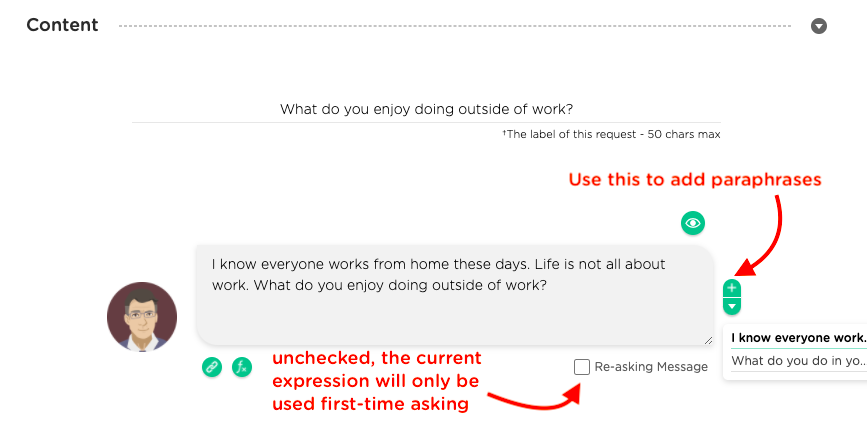 Content
What do you enjoy doing outside of work?
†The label of this request - 50 chars max
Use this to add paraphrases
I know everyone works from home these days. Life is not all about
work. What do you enjoy doing outside of work?
I know everyone work.
What do you do in yo...
unchecked, the current
expression will only be
used first-time asking
Re-asking Message